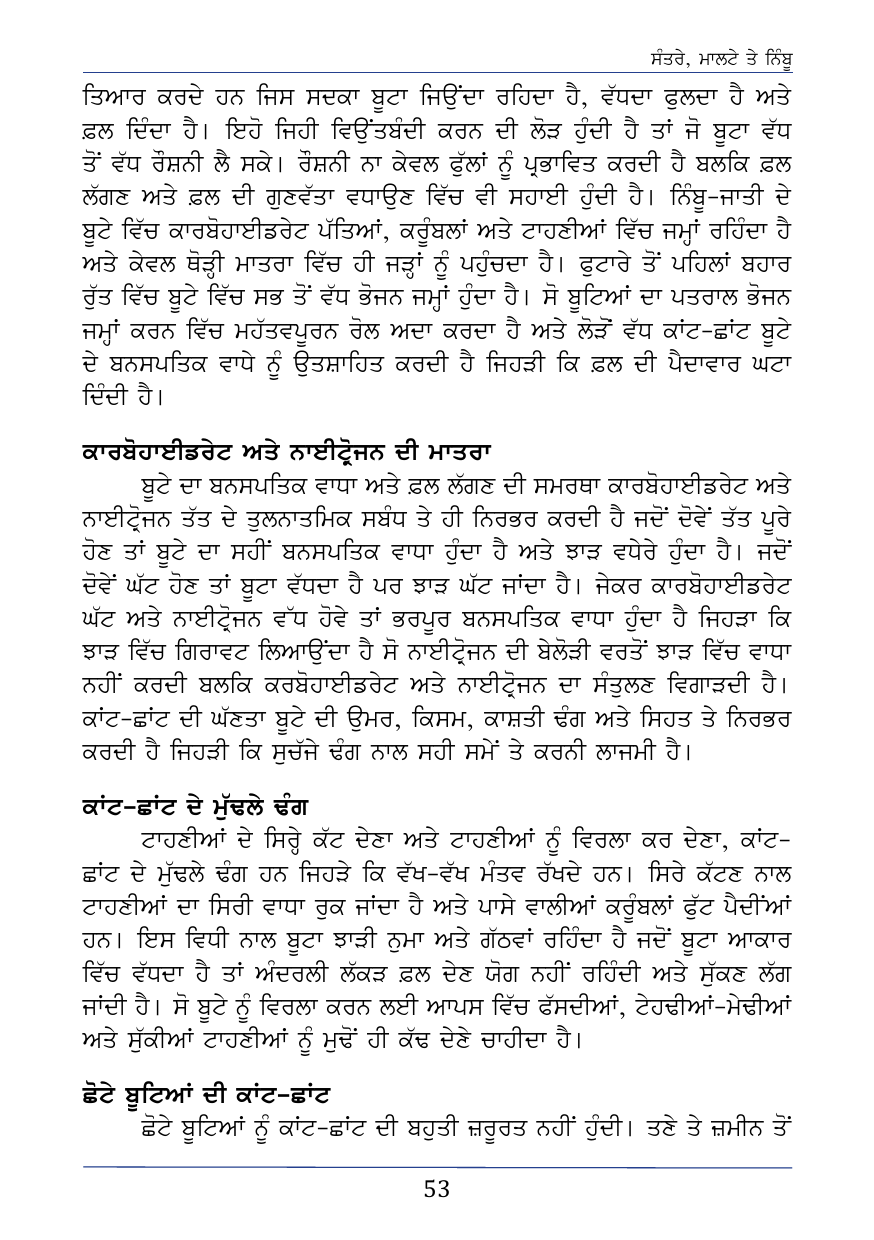 ਸੰਤਰੇ, ਮਾਲਟੇ ਤੇ ਨਿੰਬੂ
ਤਿਆਰ ਕਰਦੇ ਹਨ ਜਿਸ ਸਦਕਾ ਬੂਟਾ ਜਿਉਂਦਾ ਰਹਿਦਾ ਹੈ, ਵੱਧਦਾ ਫੁਲਦਾ ਹੈ ਅਤੇ
ਫ਼ਲ ਦਿੰਦਾ ਹੈ। ਇਹੋ ਜਿਹੀ ਵਿਉਂਤਬੰਦੀ ਕਰਨ ਦੀ ਲੋੜ ਹੁੰਦੀ ਹੈ ਤਾਂ ਜੋ ਬੂਟਾ ਵੱਧ
ਤੋਂ ਵੱਧ ਰੌਸ਼ਨੀ ਲੈ ਸਕੇ। ਰੌਸ਼ਨੀ ਨਾ ਕੇਵਲ ਫੁੱਲਾਂ ਨੂੰ ਪ੍ਰਭਾਵਿਤ ਕਰਦੀ ਹੈ ਬਲਕਿ ਫ਼ਲ
ਲੱਗਣ ਅਤੇ ਫ਼ਲ ਦੀ ਗੁਣਵੱਤਾ ਵਧਾਉਣ ਵਿੱਚ ਵੀ ਸਹਾਈ ਹੁੰਦੀ ਹੈ। ਨਿੰਬੂ-ਜਾਤੀ ਦੇ
ਬੂਟੇ ਵਿੱਚ ਕਾਰਬੋਹਾਈਡਰੇਟ ਪੱਤਿਆਂ, ਕਰੂੰਬਲਾਂ ਅਤੇ ਟਾਹਣੀਆਂ ਵਿੱਚ ਜਮ੍ਹਾਂ ਰਹਿੰਦਾ ਹੈ
ਅਤੇ ਕੇਵਲ ਥੋੜ੍ਹੀ ਮਾਤਰਾ ਵਿੱਚ ਹੀ ਜੜ੍ਹਾਂ ਨੂੰ ਪਹੁੰਚਦਾ ਹੈ। ਫੁਟਾਰੇ ਤੋਂ ਪਹਿਲਾਂ ਬਹਾਰ
ਰੁੱਤ ਵਿੱਚ ਬੂਟੇ ਵਿੱਚ ਸਭ ਤੋਂ ਵੱਧ ਭੋਜਨ ਜਮ੍ਹਾਂ ਹੁੰਦਾ ਹੈ। ਸੋ ਬੂਟਿਆਂ ਦਾ ਪਤਰਾਲ ਭੋਜਨ
ਜਮ੍ਹਾਂ ਕਰਨ ਵਿੱਚ ਮਹੱਤਵਪੂਰਨ ਰੋਲ ਅਦਾ ਕਰਦਾ ਹੈ ਅਤੇ ਲੋੜੋਂ ਵੱਧ ਕਾਂਟ-ਛਾਂਟ ਬੂਟੇ
ਦੇ ਬਨਸਪਤਿਕ ਵਾਧੇ ਨੂੰ ਉਤਸ਼ਾਹਿਤ ਕਰਦੀ ਹੈ ਜਿਹੜੀ ਕਿ ਫ਼ਲ ਦੀ ਪੈਦਾਵਾਰ ਘਟਾ
ਦਿੰਦੀ ਹੈ।
ਕਾਰਬੋਹਾਈਡਰੇਟ ਅਤੇ ਨਾਈਟ੍ਰੋਜਨ ਦੀ ਮਾਤਰਾ
ਬੂਟੇ ਦਾ ਬਨਸਪਤਿਕ ਵਾਧਾ ਅਤੇ ਫ਼ਲ ਲੱਗਣ ਦੀ ਸਮਰਥਾ ਕਾਰਬੋਹਾਈਡਰੇਟ ਅਤੇ
ਨਾਈਟ੍ਰੋਜਨ ਤੱਤ ਦੇ ਤੁਲਨਾਤਮਿਕ ਸਬੰਧ ਤੇ ਹੀ ਨਿਰਭਰ ਕਰਦੀ ਹੈ ਜਦੋਂ ਦੋਵੇਂ ਤੱਤ ਪੂਰੇ
ਹੋਣ ਤਾਂ ਬੂਟੇ ਦਾ ਸਹੀਂ ਬਨਸਪਤਿਕ ਵਾਧਾ ਹੁੰਦਾ ਹੈ ਅਤੇ ਝਾੜ ਵਧੇਰੇ ਹੁੰਦਾ ਹੈ। ਜਦੋਂ
ਦੋਵੇਂ ਘੱਟ ਹੋਣ ਤਾਂ ਬੂਟਾ ਵੱਧਦਾ ਹੈ ਪਰ ਝਾੜ ਘੱਟ ਜਾਂਦਾ ਹੈ। ਜੇਕਰ ਕਾਰਬੋਹਾਈਡਰੇਟ
ਘੱਟ ਅਤੇ ਨਾਈਟ੍ਰੋਜਨ ਵੱਧ ਹੋਵੇ ਤਾਂ ਭਰਪੂਰ ਬਨਸਪਤਿਕ ਵਾਧਾ ਹੁੰਦਾ ਹੈ ਜਿਹੜਾ ਕਿ
ਝਾੜ ਵਿੱਚ ਗਿਰਾਵਟ ਲਿਆਉਂਦਾ ਹੈ ਸੋ ਨਾਈਟ੍ਰੋਜਨ ਦੀ ਬੇਲੋੜੀ ਵਰਤੋਂ ਝਾੜ ਵਿੱਚ ਵਾਧਾ
ਨਹੀਂ ਕਰਦੀ ਬਲਕਿ ਕਰਬੋਹਾਈਡਰੇਟ ਅਤੇ ਨਾਈਟ੍ਰੋਜਨ ਦਾ ਸੰਤੁਲਣ ਵਿਗਾੜਦੀ ਹੈ।
ਕਾਂਟ-ਛਾਂਟ ਦੀ ਘੱਣਤਾ ਬੂਟੇ ਦੀ ਉਮਰ, ਕਿਸਮ, ਕਾਸ਼ਤੀ ਢੰਗ ਅਤੇ ਸਿਹਤ ਤੇ ਨਿਰਭਰ
ਕਰਦੀ ਹੈ ਜਿਹੜੀ ਕਿ ਸੁਚੱਜੇ ਢੰਗ ਨਾਲ ਸਹੀ ਸਮੇਂ ਤੇ ਕਰਨੀ ਲਾਜਮੀ ਹੈ।
ਕਾਂਟ-ਛਾਂਟ ਦੇ ਮੁੱਢਲੇ ਢੰਗ
ਟਾਹਣੀਆਂ ਦੇ ਸਿਰ੍ਹੇ ਕੱਟ ਦੇਣਾ ਅਤੇ ਟਾਹਣੀਆਂ ਨੂੰ ਵਿਰਲਾ ਕਰ ਦੇਣਾ, ਕਾਂਟ-
ਛਾਂਟ ਦੇ ਮੁੱਢਲੇ ਢੰਗ ਹਨ ਜਿਹੜੇ ਕਿ ਵੱਖ-ਵੱਖ ਮੰਤਵ ਰੱਖਦੇ ਹਨ। ਸਿਰੇ ਕੱਟਣ ਨਾਲ
ਟਾਹਣੀਆਂ ਦਾ ਸਿਰੀ ਵਾਧਾ ਰੁਕ ਜਾਂਦਾ ਹੈ ਅਤੇ ਪਾਸੇ ਵਾਲੀਆਂ ਕਰੂੰਬਲਾਂ ਫੁੱਟ ਪੈਦੀਂਆਂ
ਹਨ। ਇਸ ਵਿਧੀ ਨਾਲ ਬੂਟਾ ਝਾੜੀ ਨੁਮਾ ਅਤੇ ਗੱਠਵਾਂ ਰਹਿੰਦਾ ਹੈ ਜਦੋਂ ਬੂਟਾ ਆਕਾਰ
ਵਿੱਚ ਵੱਧਦਾ ਹੈ ਤਾਂ ਅੰਦਰਲੀ ਲੱਕੜ ਫ਼ਲ ਦੇਣ ਯੋਗ ਨਹੀਂ ਰਹਿੰਦੀ ਅਤੇ ਸੁੱਕਣ ਲੱਗ
ਜਾਂਦੀ ਹੈ। ਸੋ ਬੂਟੇ ਨੂੰ ਵਿਰਲਾ ਕਰਨ ਲਈ ਆਪਸ ਵਿੱਚ ਫੱਸਦੀਆਂ, ਟੇਹਢੀਆਂ-ਮੇਢੀਆਂ
ਅਤੇ ਸੁੱਕੀਆਂ ਟਾਹਣੀਆਂ ਨੂੰ ਮੁਢੋਂ ਹੀ ਕੱਢ ਦੇਣੇ ਚਾਹੀਦਾ ਹੈ।
ਛੋਟੇ ਬੂਟਿਆਂ ਦੀ ਕਾਂਟ-ਛਾਂਟ
ਛੋਟੇ ਬੂਟਿਆਂ ਨੂੰ ਕਾਂਟ-ਛਾਂਟ ਦੀ ਬਹੁਤੀ ਜ਼ਰੂਰਤ ਨਹੀਂ ਹੁੰਦੀ। ਤਣੇ ਤੇ ਜ਼ਮੀਨ ਤੋਂ
53